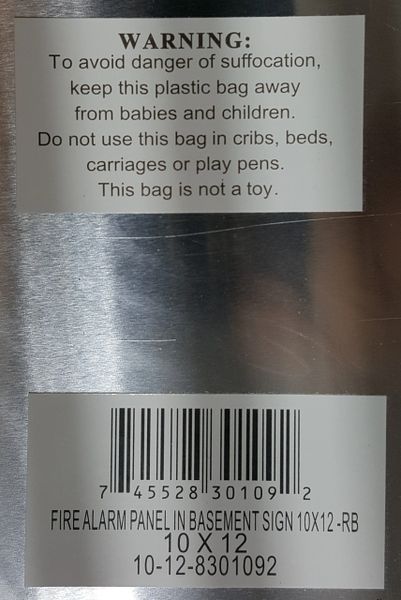 WARNING:
To avoid danger of suffocation,
keep this plastic bag away
from babies and children.
Do not use this bag in cribs, beds,
carriages or play pens.
This bag is not a toy.
7 45528 30109 2
FIRE ALARM PANEL IN BASEMENT SIGN 10X12 -RB
10 X 12
10-12-8301092